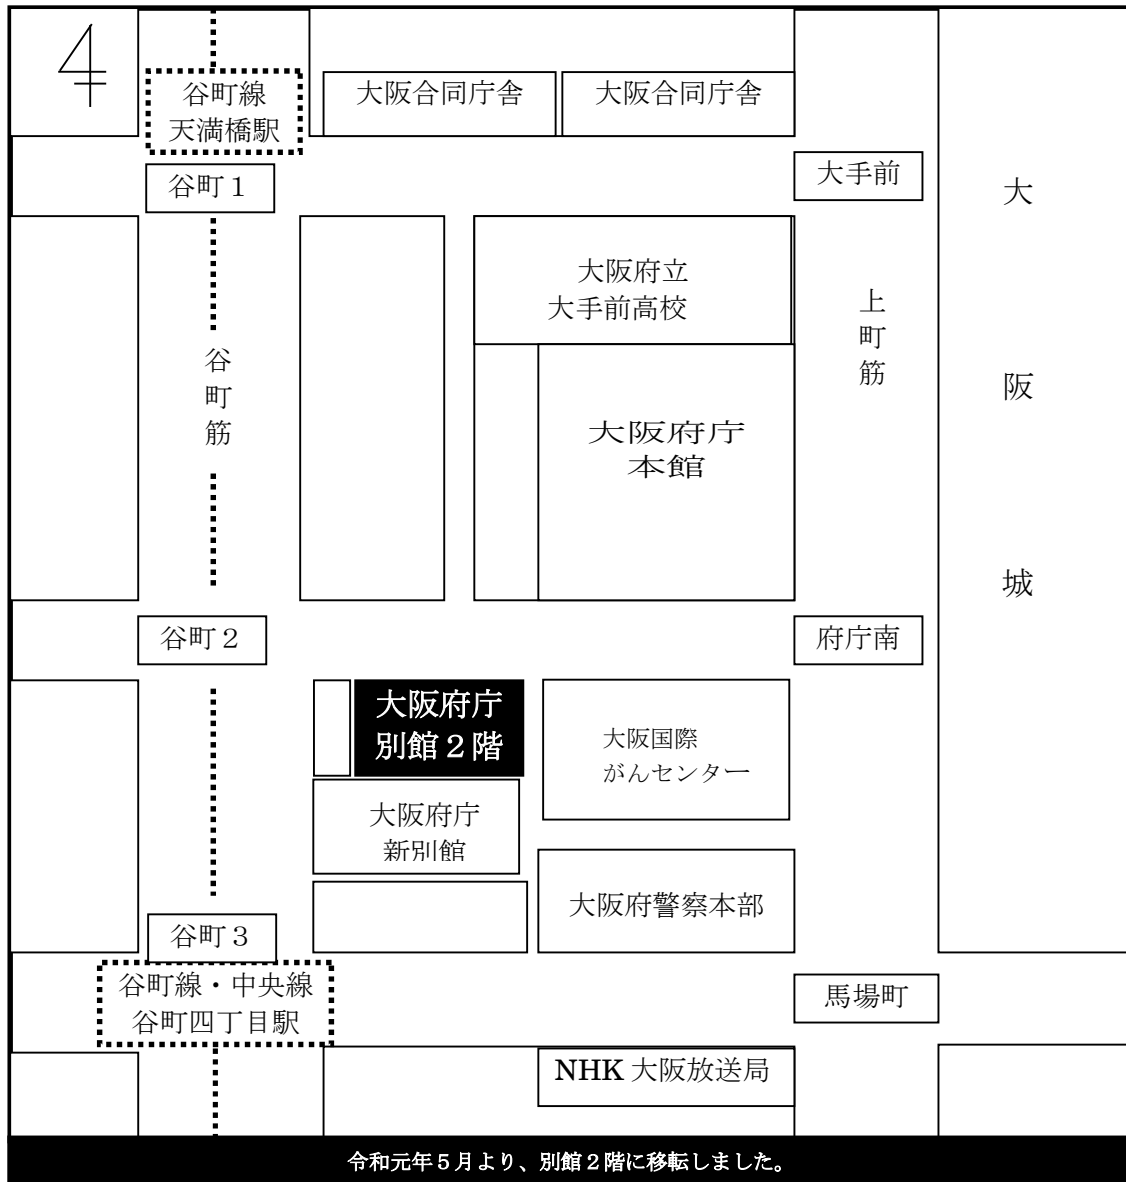 4
谷町線
天満橋駅
大阪合同庁舎
大阪合同庁舎
谷町１
大手前
大阪府立
大手前高校
大阪城
上町筋
谷町筋
大阪府庁
本館
谷町２
府庁南
大阪府庁
別館２階
大阪国際
がんセンター
大阪府庁
新別館
大阪府警察本部
谷町３
谷町線・中央線
谷町四丁目駅
馬場町
NHK 大阪放送局
令和元年５月より、別館２階に移転しました。